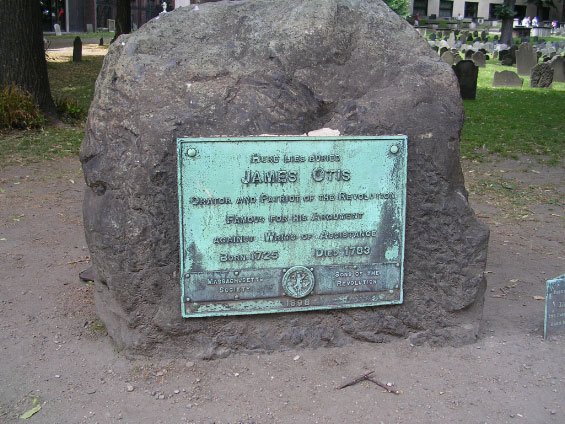 Here lies buried
James Otis
Orator and Patriot of the Revolution
Famous for his Argument
against Writs of Assistance
Born 1725 Died 1783
Massachusetts
Society
Sons of the
Revolution
1898